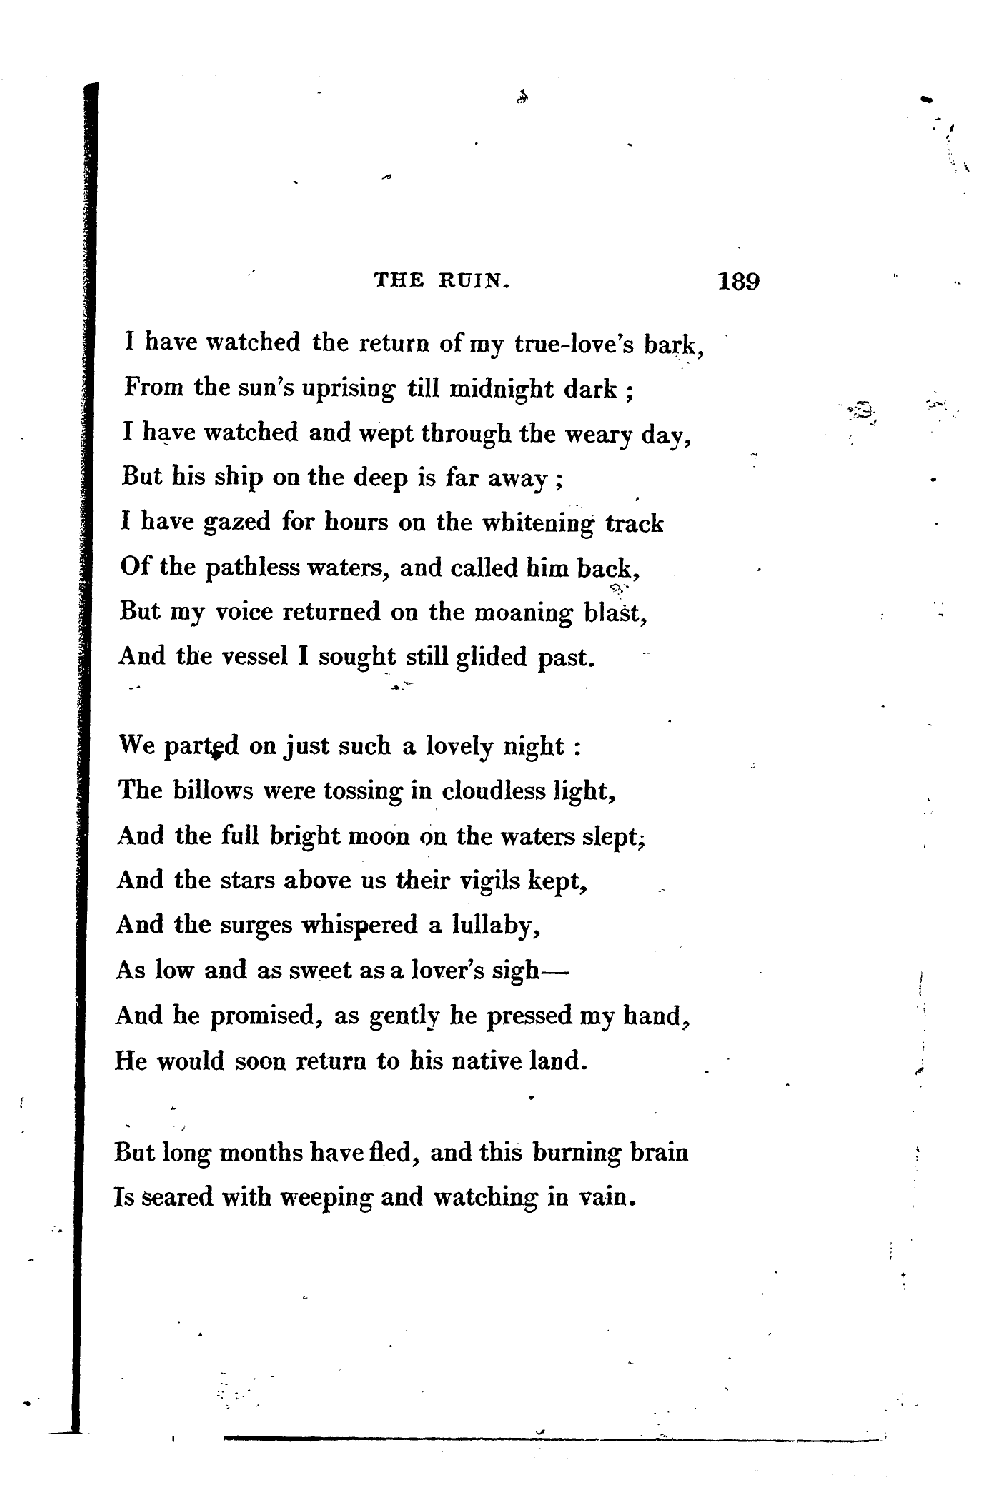 THE RUIN. 189
I have watched the return of my true-love's bark,
From the sun's uprising till midnight dark ;
I have watched and wept through the weary day,
But his ship on the deep is far away ;
I have gazed for hours on the whitening track
Of the pathless waters, and called him back,
But my voice returned on the moaning blast,
And the vessel I sought still glided past.
We parted on just such a lovely night :
The billows were tossing in cloudless light,
And the full bright moon on the waters slept;
And the stars above us their vigils kept,
And the surges whispered a lullaby,
As low and as sweet as a lover's sigh—
And he promised, as gently he pressed my hand,
He would soon return to his native land.
But long months have fled, and this burning brain
Is seared with weeping and watching in vain.